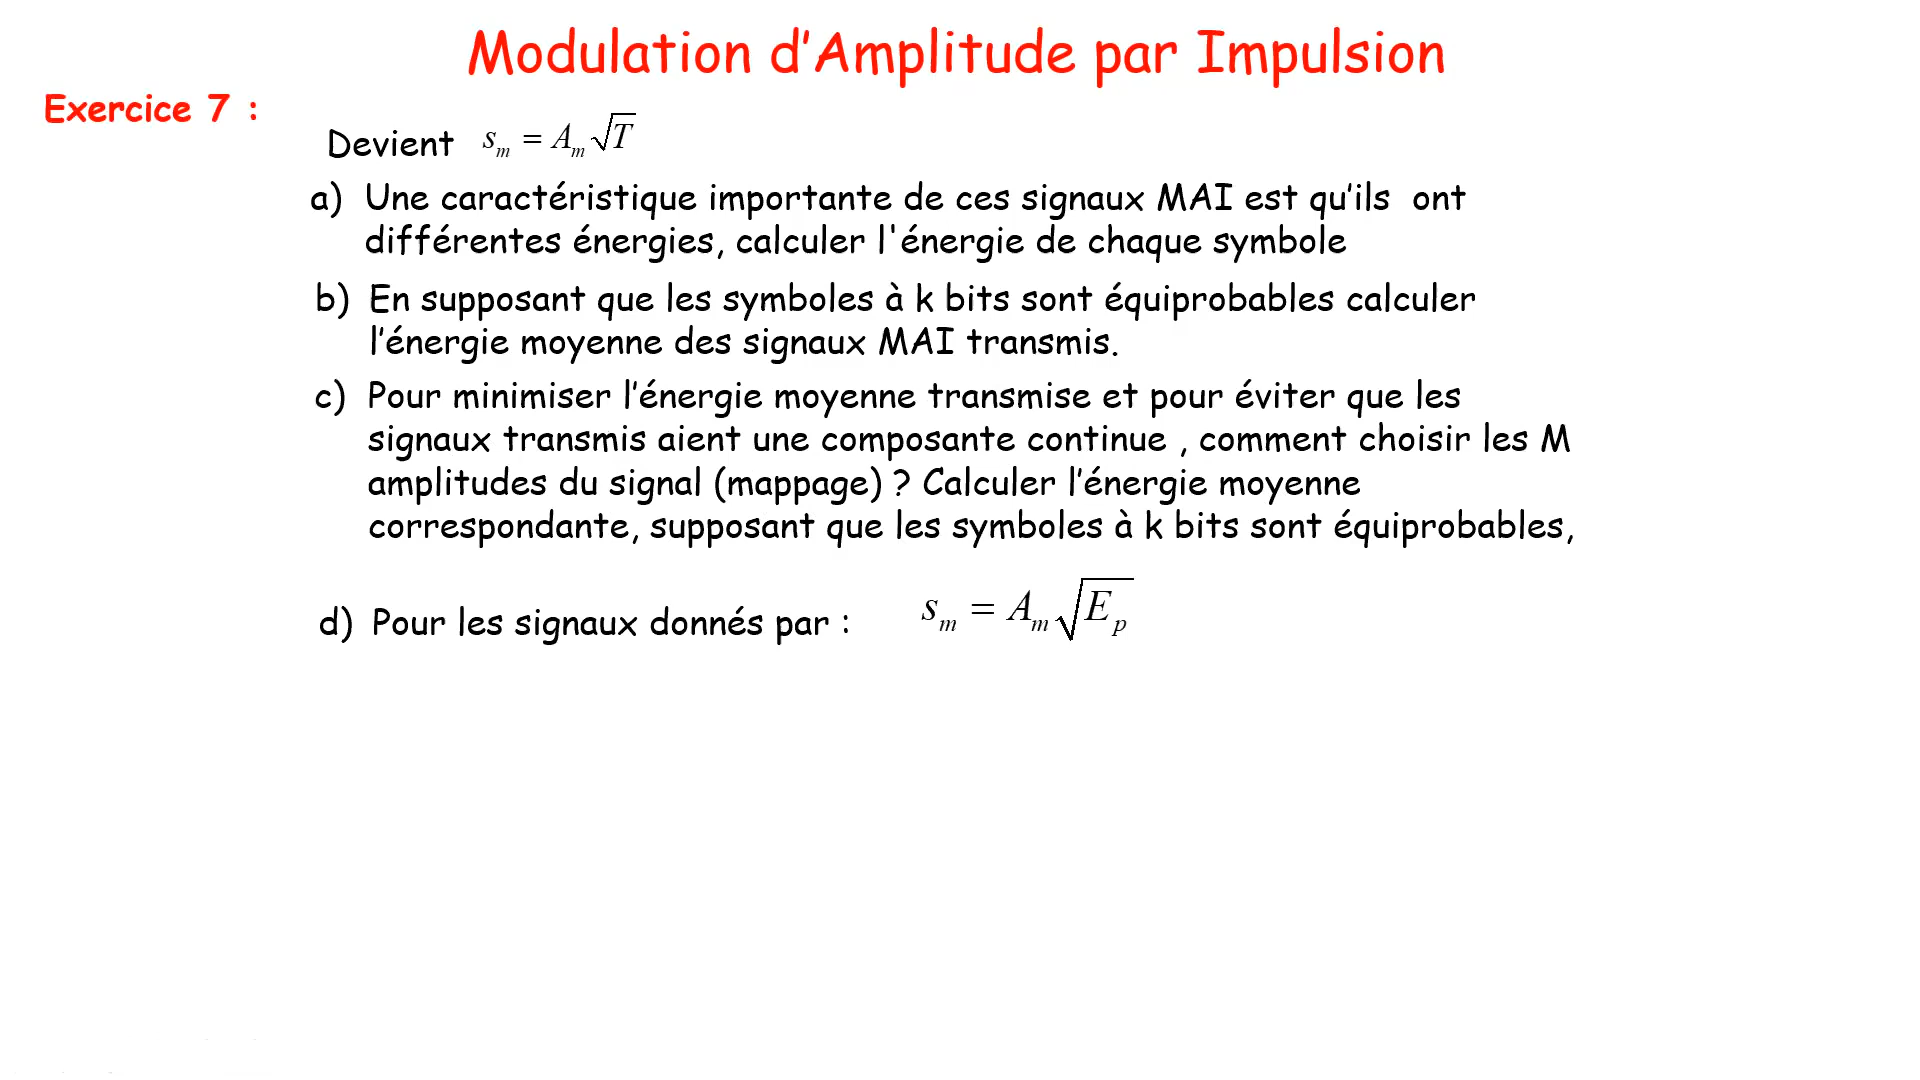 Modulation d'Amplitude par Impulsion
Exercice 7 :
Devient s_m = A_m √T
a) Une caractéristique importante de ces signaux MAI est qu'ils ont
différentes énergies, calculer l'énergie de chaque symbole
b) En supposant que les symboles à k bits sont équiprobables calculer
l'énergie moyenne des signaux MAI transmis.
c) Pour minimiser l'énergie moyenne transmise et pour éviter que les
signaux transmis aient une composante continue , comment choisir les M
amplitudes du signal (mappage) ? Calculer l'énergie moyenne
correspondante, supposant que les symboles à k bits sont équiprobables,
d) Pour les signaux donnés par : s_m = A_m √E_p